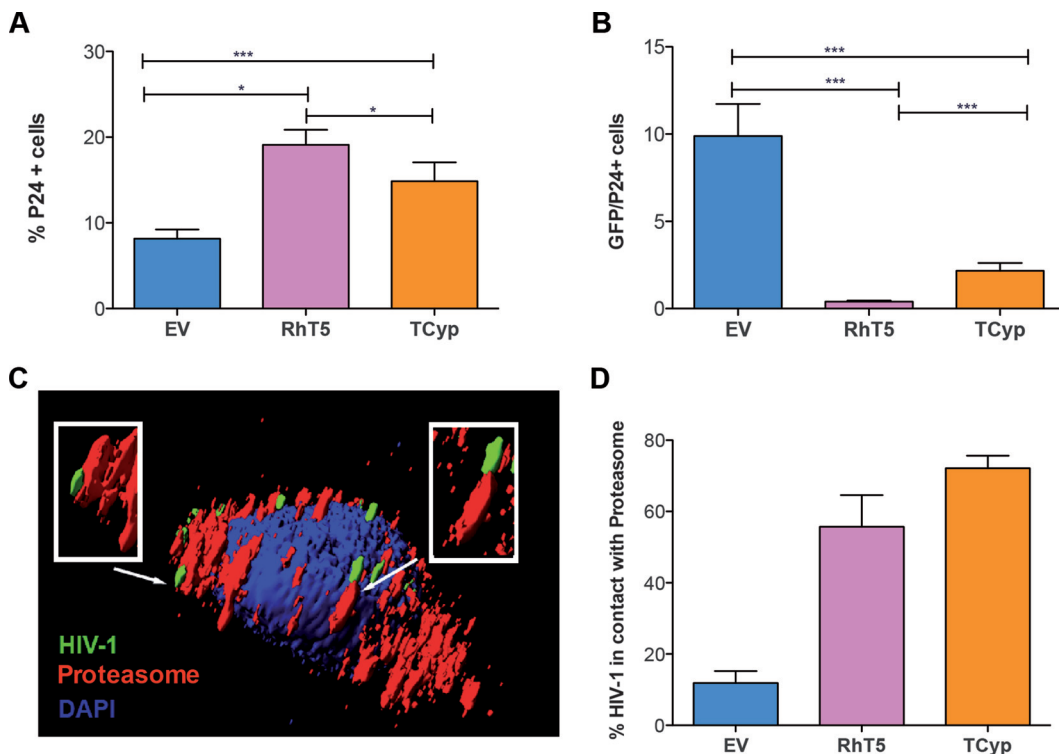 A
% P24 + cells
30
20
10
0
***
*
*
EV
RhT5
TCyp
B
GFP/P24+ cells
15
10
5
0
***
***
***
EV
RhT5
TCyp
C
HIV-1
Proteasome
DAPI
D
% HIV-1 in contact with Proteasome
80
60
40
20
0
EV
RhT5
TCyp